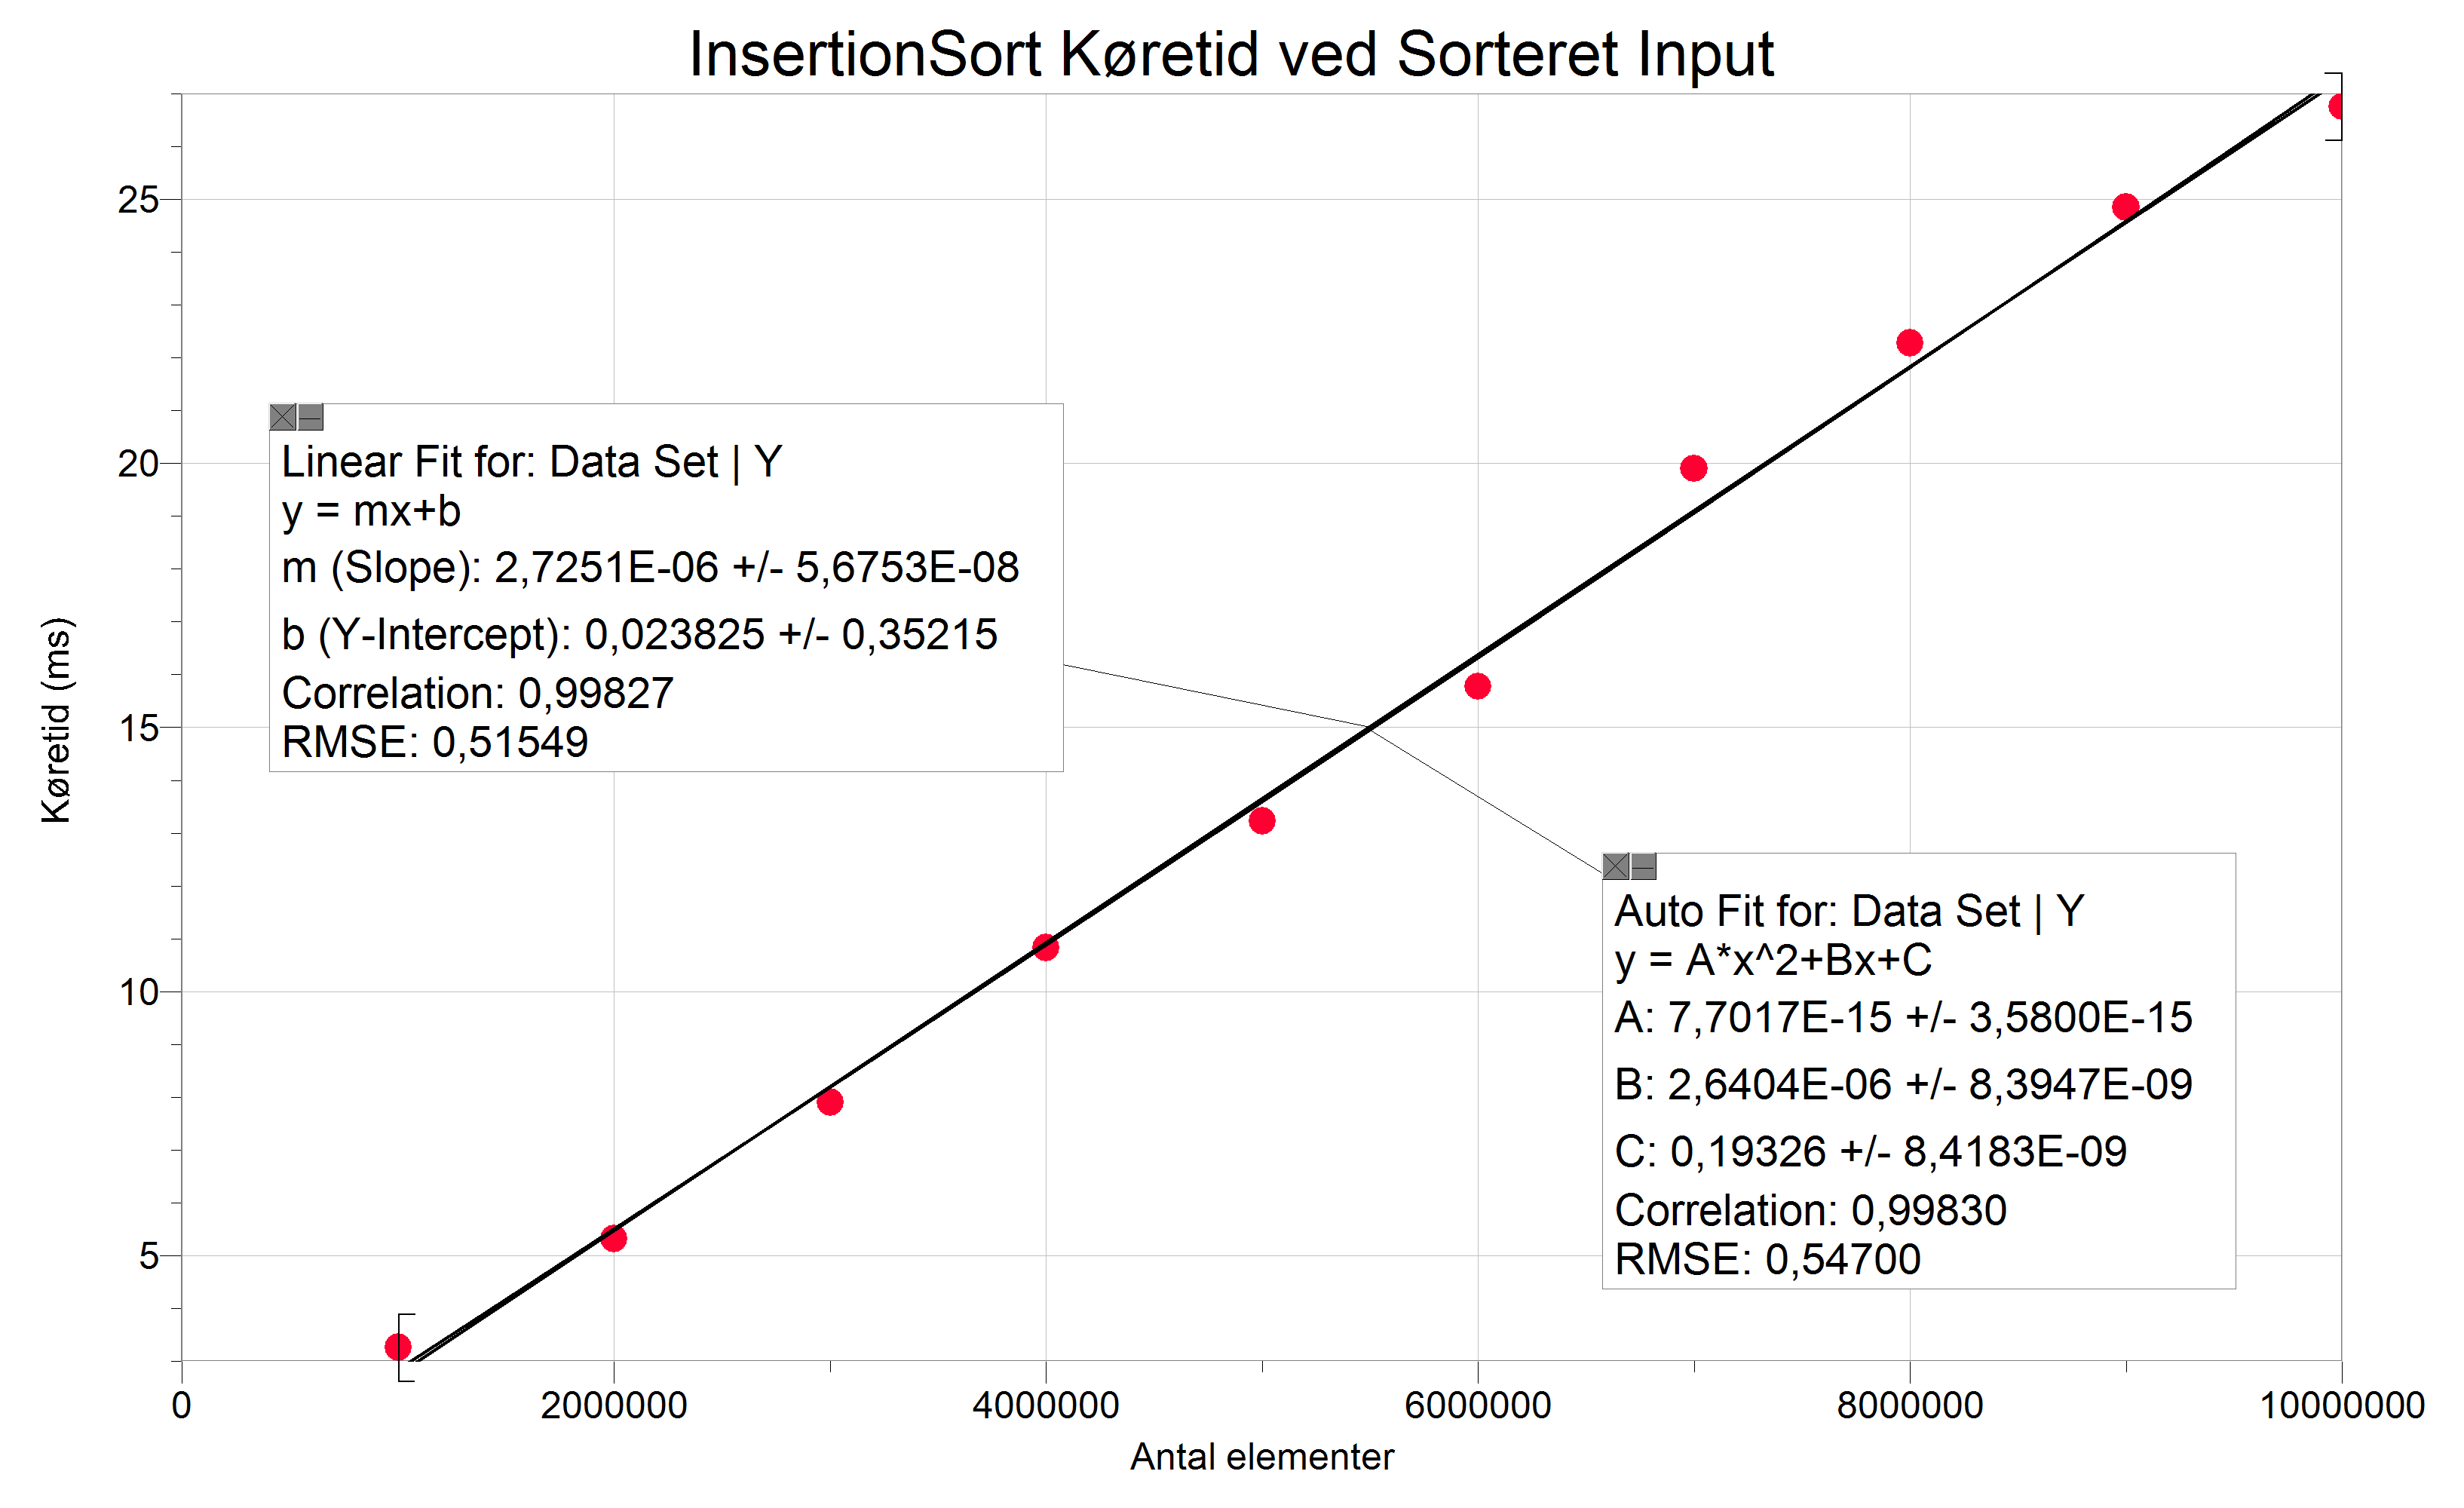 InsertionSort Køretid ved Sorteret Input
Køretid (ms)
25
20
15
10
5
Linear Fit for: Data Set | Y
y = mx+b
m (Slope): 2,7251E-06 +/- 5,6753E-08
b (Y-Intercept): 0,023825 +/- 0,35215
Correlation: 0,99827
RMSE: 0,51549
Auto Fit for: Data Set | Y
y = A*x^2+Bx+C
A: 7,7017E-15 +/- 3,5800E-15
B: 2,6404E-06 +/- 8,3947E-09
C: 0,19326 +/- 8,4183E-09
Correlation: 0,99830
RMSE: 0,54700
0 2000000 4000000 6000000 8000000 10000000
Antal elementer